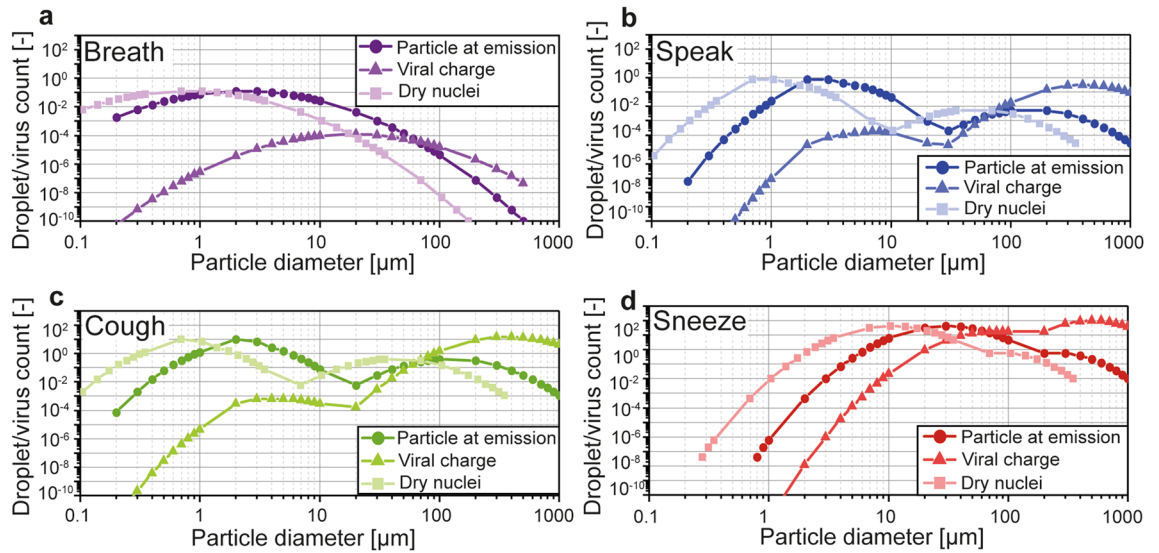 a
Breath
Droplet/virus count [-]
10² 10⁰ 10⁻² 10⁻⁴ 10⁻⁶ 10⁻⁸ 10⁻¹⁰
Particle at emission
Viral charge
Dry nuclei
0.1 1 10 100 1000
Particle diameter [µm]
b
Speak
Droplet/virus count [-]
10² 10⁰ 10⁻² 10⁻⁴ 10⁻⁶ 10⁻⁸ 10⁻¹⁰
Particle at emission
Viral charge
Dry nuclei
0.1 1 10 100 1000
Particle diameter [µm]
c
Cough
Droplet/virus count [-]
10² 10⁰ 10⁻² 10⁻⁴ 10⁻⁶ 10⁻⁸ 10⁻¹⁰
Particle at emission
Viral charge
Dry nuclei
0.1 1 10 100 1000
Particle diameter [µm]
d
Sneeze
Droplet/virus count [-]
10² 10⁰ 10⁻² 10⁻⁴ 10⁻⁶ 10⁻⁸ 10⁻¹⁰
Particle at emission
Viral charge
Dry nuclei
0.1 1 10 100 1000
Particle diameter [µm]